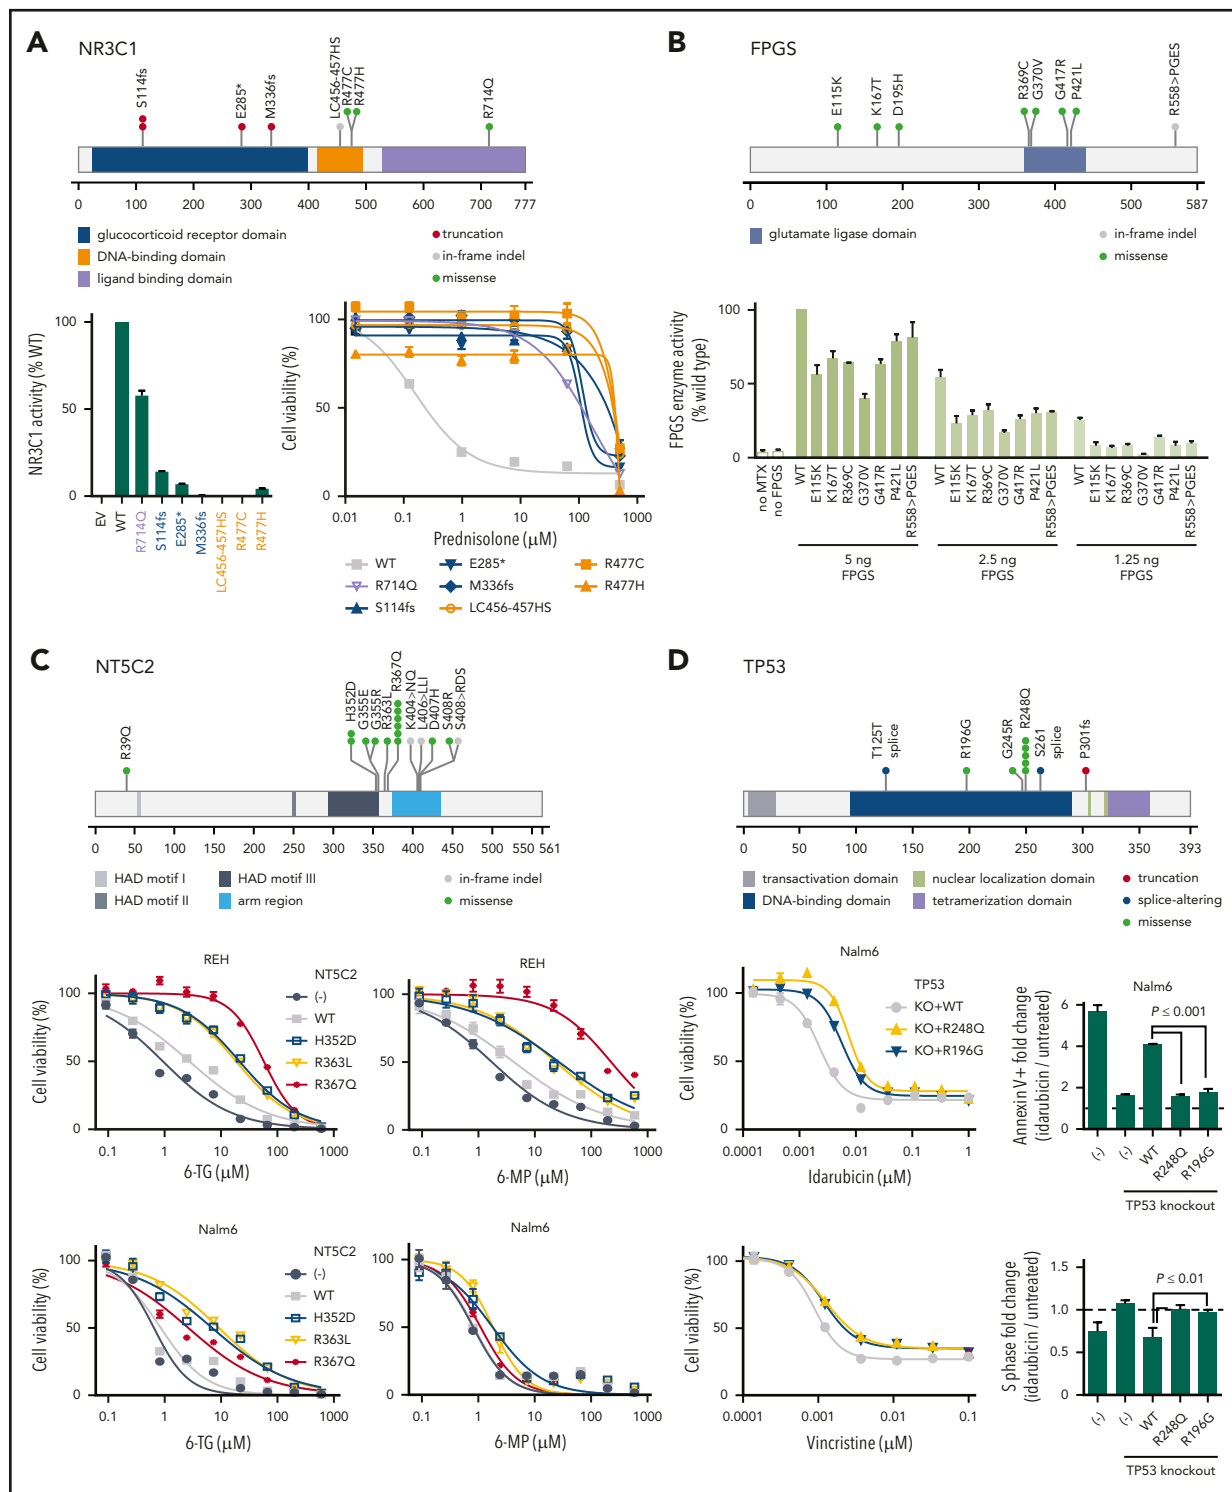 A
NR3C1
S114fs
E285*
M336fs
LC456-457HS
R477C
R477H
R714Q
0 100 200 300 400 500 600 700 777
glucocorticoid receptor domain
DNA-binding domain
ligand binding domain
truncation
in-frame indel
missense
NR3C1 activity (% WT)
100
50
0
EV
WT
R714Q
S114fs
E285*
M336fs
LC456-457HS
R477C
R477H
Cell viability (%)
100
50
0
0.01 0.1 1 10 100 1000
Prednisolone (μM)
WT
R714Q
S114fs
E285*
M336fs
LC456-457HS
R477C
R477H
B
FPGS
E115K
K167T
D195H
R369C
G370V
G417R
P421L
R558>PGES
0 100 200 300 400 500 587
glutamate ligase domain
in-frame indel
missense
FPGS enzyme activity
(% wild type)
100
50
0
no MTX
no FPGS
WT
E115K
K167T
R369C
G370V
G417R
P421L
R558>PGES
WT
E115K
K167T
R369C
G370V
G417R
P421L
R558>PGES
WT
E115K
K167T
R369C
G370V
G417R
P421L
R558>PGES
5 ng
FPGS
2.5 ng
FPGS
1.25 ng
FPGS
C
NT5C2
R39Q
H352D
G355E
G355R
R363L
R367Q
K404>NQ
L406>LLI
D407H
S408R
S408>RDS
0 50 100 150 200 250 300 350 400 450 500 550 561
HAD motif I
HAD motif II
HAD motif III
arm region
in-frame indel
missense
REH
Cell viability (%)
100
50
0
0.1 1 10 100 1000
6-TG (μM)
NT5C2
(-)
WT
H352D
R363L
R367Q
REH
Cell viability (%)
100
50
0
0.1 1 10 100 1000
6-MP (μM)
Nalm6
Cell viability (%)
100
50
0
0.1 1 10 100 1000
6-TG (μM)
NT5C2
(-)
WT
H352D
R363L
R367Q
Nalm6
Cell viability (%)
100
50
0
0.1 1 10 100 1000
6-MP (μM)
D
TP53
T125T
splice
R196G
G245R
R248Q
S261
splice
P301fs
0 50 100 150 200 250 300 350 393
transactivation domain
DNA-binding domain
nuclear localization domain
tetramerization domain
truncation
splice-altering
missense
Nalm6
Cell viability (%)
100
50
0
0.0001 0.001 0.01 0.1 1
Idarubicin (μM)
TP53
KO+WT
KO+R248Q
KO+R196G
Nalm6
Annexin V+ fold change
(idarubicin / untreated)
6
4
2
1
0
P ≤ 0.001
(-)
(-)
WT
R248Q
R196G
TP53 knockout
Cell viability (%)
100
50
0
0.0001 0.001 0.01 0.1
Vincristine (μM)
S phase fold change
(idarubicin / untreated)
1.5
1.0
0.5
0
P ≤ 0.01
(-)
(-)
WT
R248Q
R196G
TP53 knockout